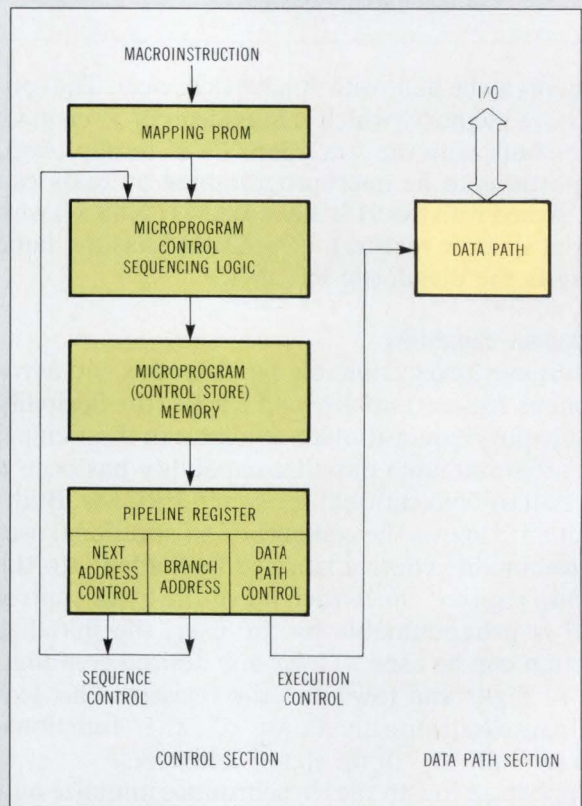 MACROINSTRUCTION
I/O
MAPPING PROM
MICROPROGRAM
CONTROL
SEQUENCING LOGIC
DATA PATH
MICROPROGRAM
(CONTROL STORE)
MEMORY
PIPELINE REGISTER
NEXT
ADDRESS
CONTROL
BRANCH
ADDRESS
DATA
PATH
CONTROL
SEQUENCE
CONTROL
EXECUTION
CONTROL
CONTROL SECTION
DATA PATH SECTION